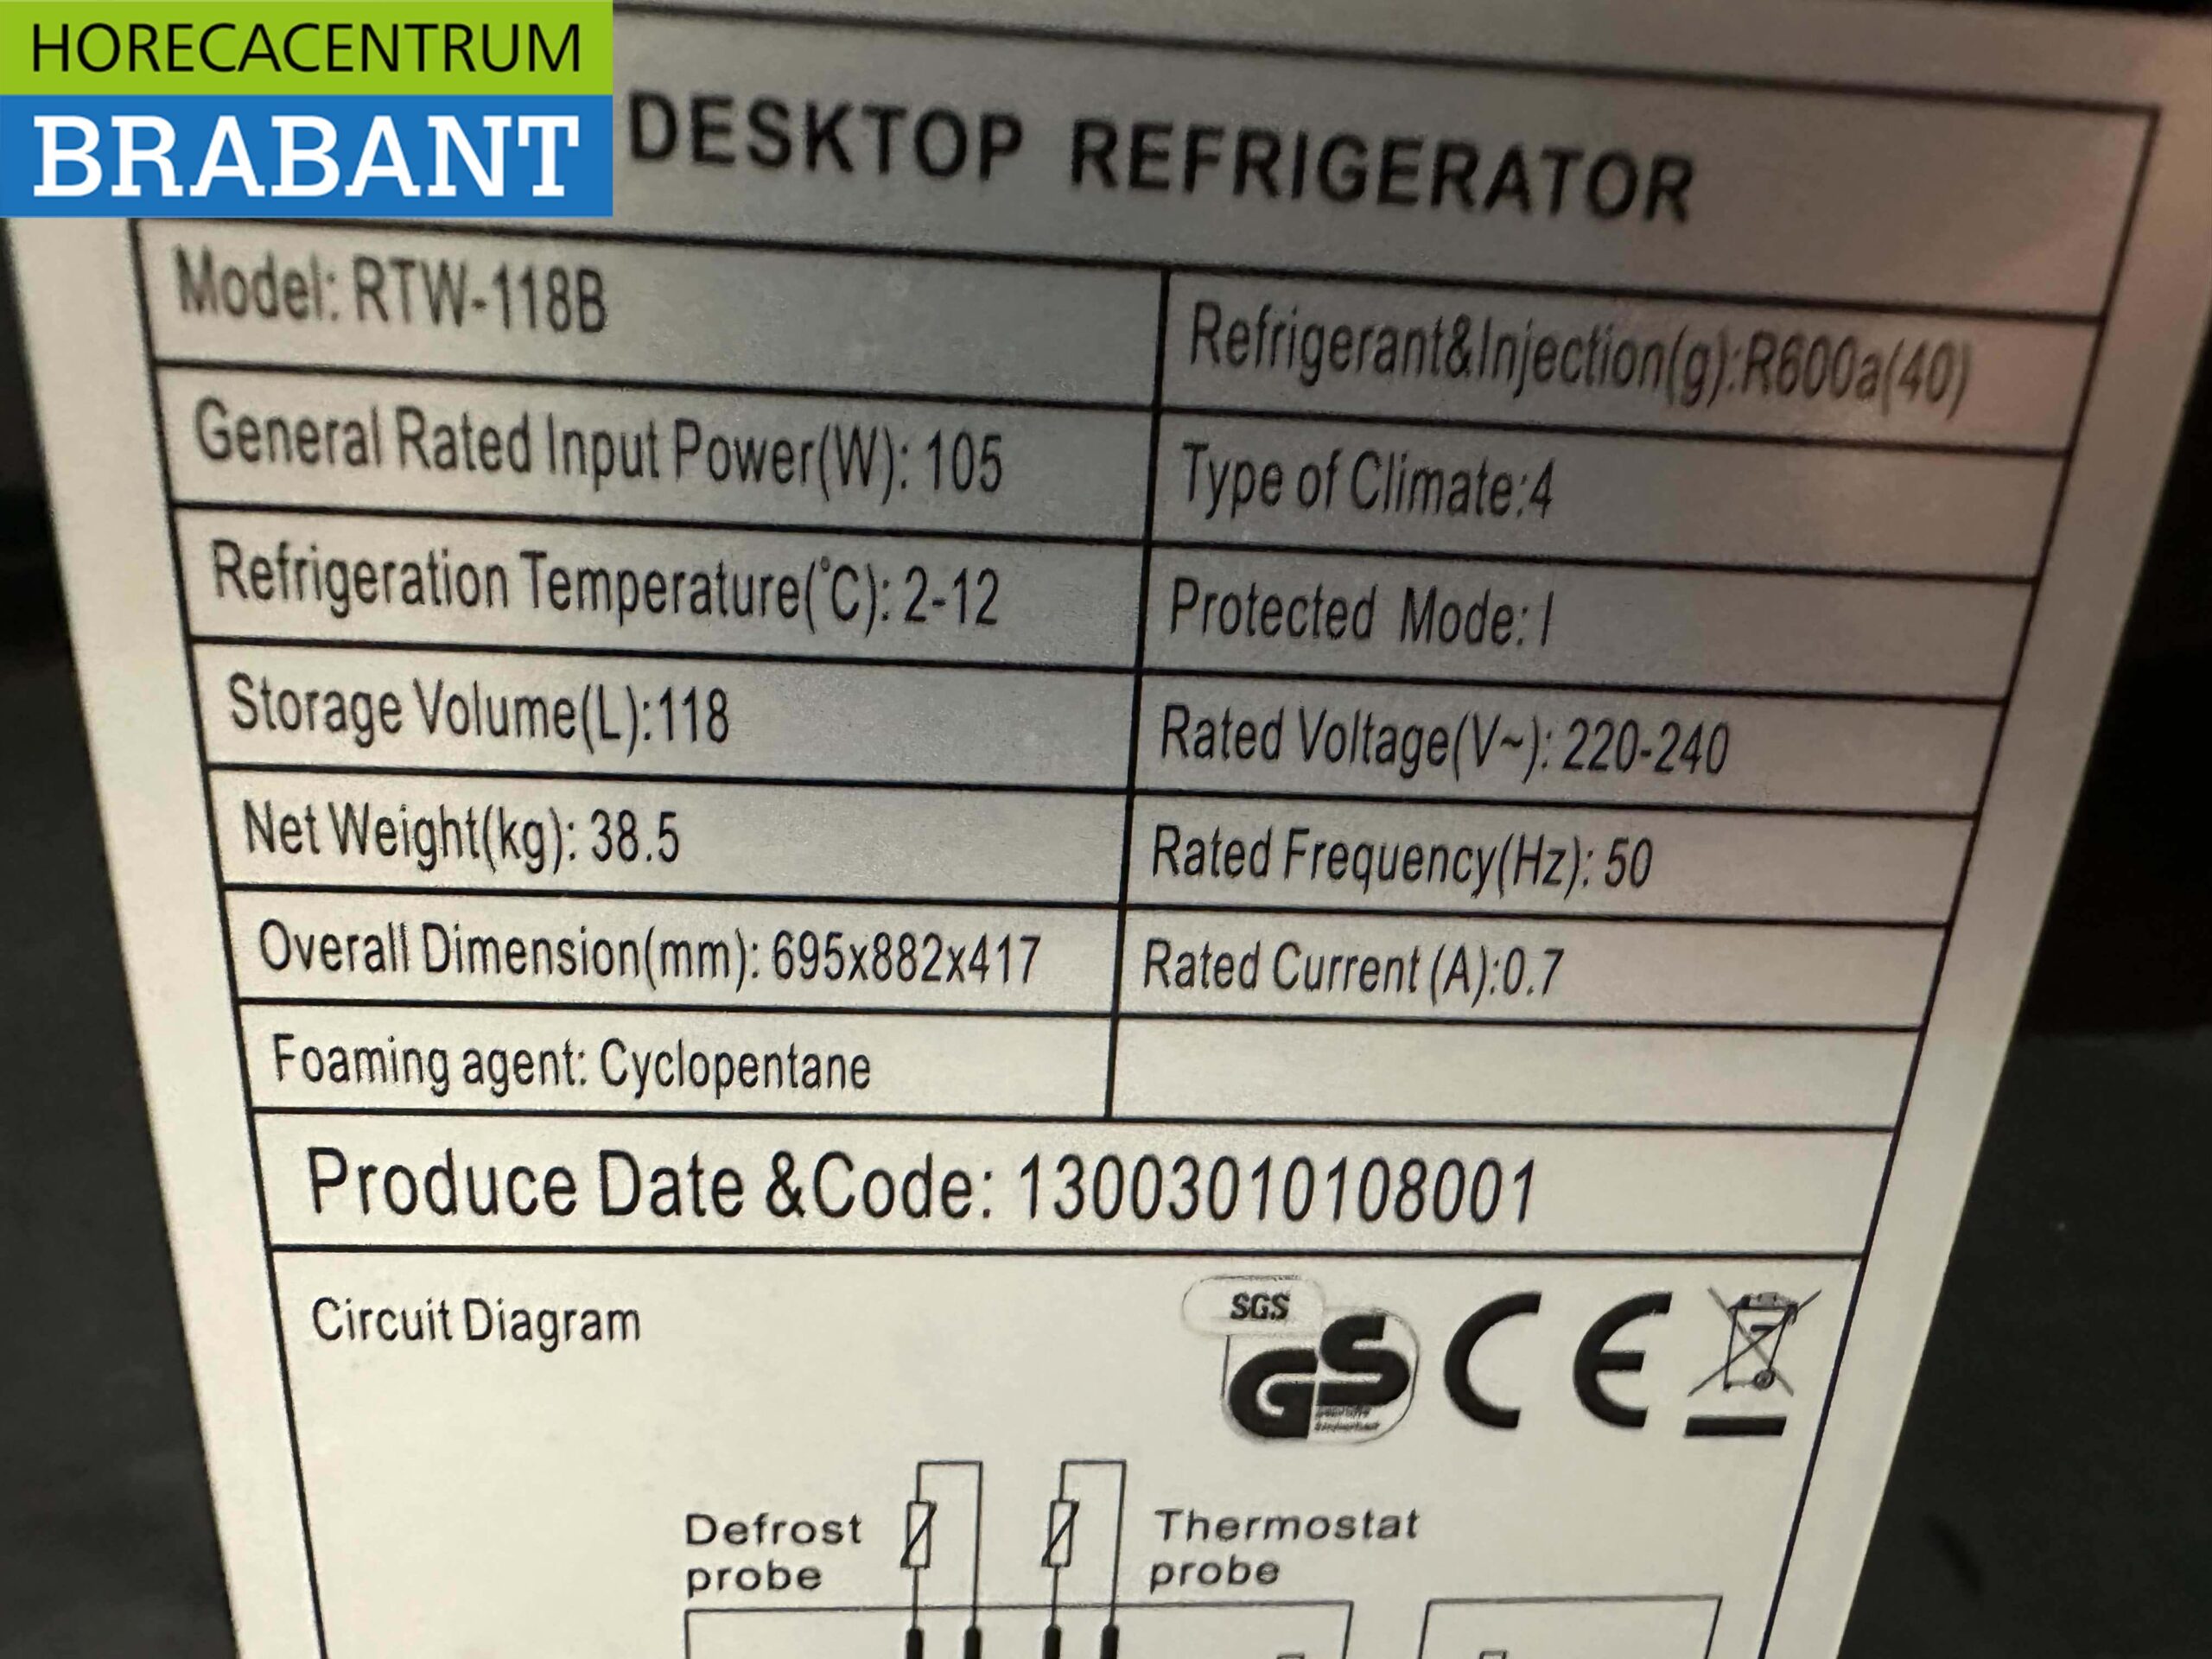 HORECACENTRUM
BRABANT
DESKTOP REFRIGERATOR
Model: RTW-118B
Refrigerant&Injection(g):R600a(40)
General Rated Input Power(W): 105
Type of Climate:4
Refrigeration Temperature(°C): 2-12
Protected Mode: I
Storage Volume(L):118
Rated Voltage(V~): 220-240
Net Weight(kg): 38.5
Rated Frequency(Hz): 50
Overall Dimension(mm): 695x882x417
Rated Current (A):0.7
Foaming agent: Cyclopentane
Produce Date &Code: 13003010108001
Circuit Diagram
SGS
GS CE
Defrost probe
Thermostat probe